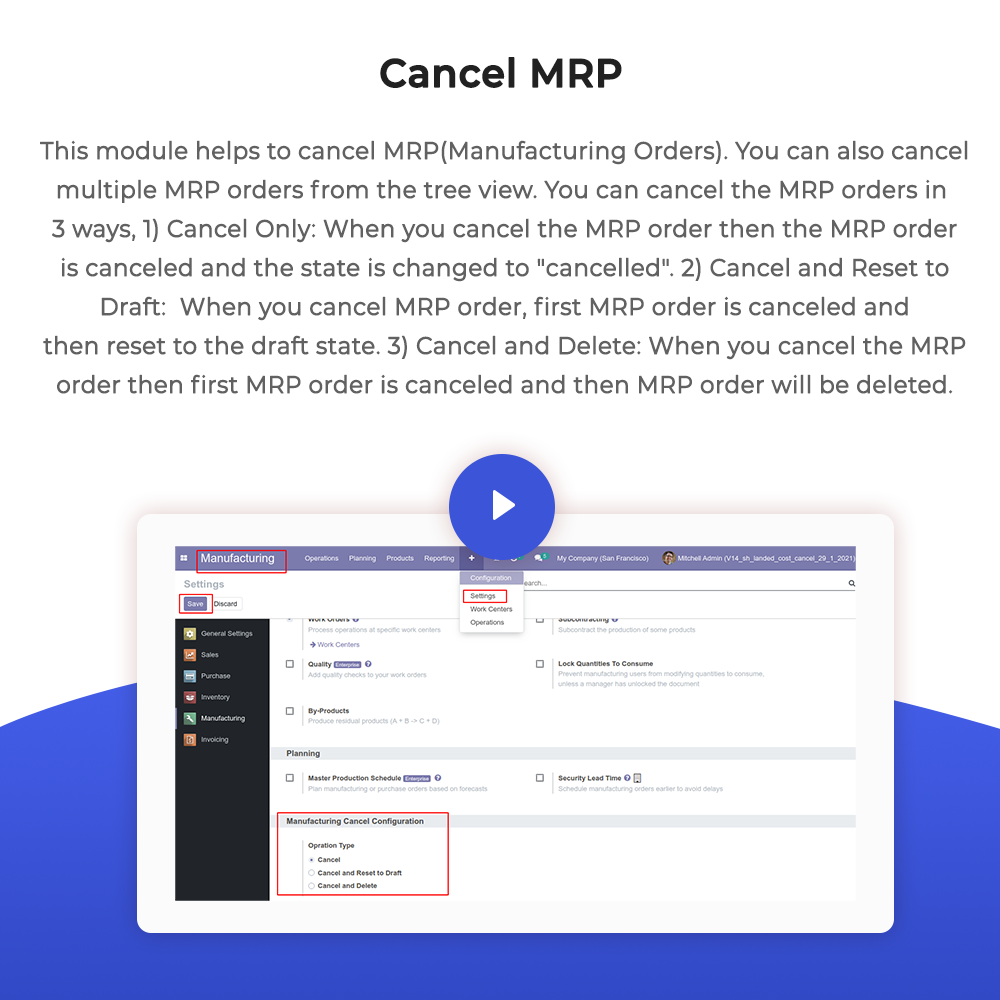 Cancel MRP
This module helps to cancel MRP(Manufacturing Orders). You can also cancel
multiple MRP orders from the tree view. You can cancel the MRP orders in
3 ways, 1) Cancel Only: When you cancel the MRP order then the MRP order
is canceled and the state is changed to "cancelled". 2) Cancel and Reset to
Draft:  When you cancel MRP order, first MRP order is canceled and
then reset to the draft state. 3) Cancel and Delete: When you cancel the MRP
order then first MRP order is canceled and then MRP order will be deleted.
Manufacturing Operations Planning Products Reporting My Company (San Francisco) Mitchell Admin (V14_sh_landed_cost_cancel_29_1_2021)
Settings
Configuration
Save Discard
Settings
Work Centers
Operations
General Settings
Sales
Purchase
Inventory
Manufacturing
Invoicing
Work Orders Subcontracting
Process operations at specific work centers Subcontract the production of some products
Work Centers
Quality Enterprise Lock Quantities To Consume
Add quality checks to your work orders Prevent manufacturing users from modifying quantities to consume,
unless a manager has unlocked the document
By-Products
Produce residual products (A + B -> C + D)
Planning
Master Production Schedule Enterprise Security Lead Time
Plan manufacturing or purchase orders based on forecasts Schedule manufacturing orders earlier to avoid delays
Manufacturing Cancel Configuration
Opration Type
Cancel
Cancel and Reset to Draft
Cancel and Delete